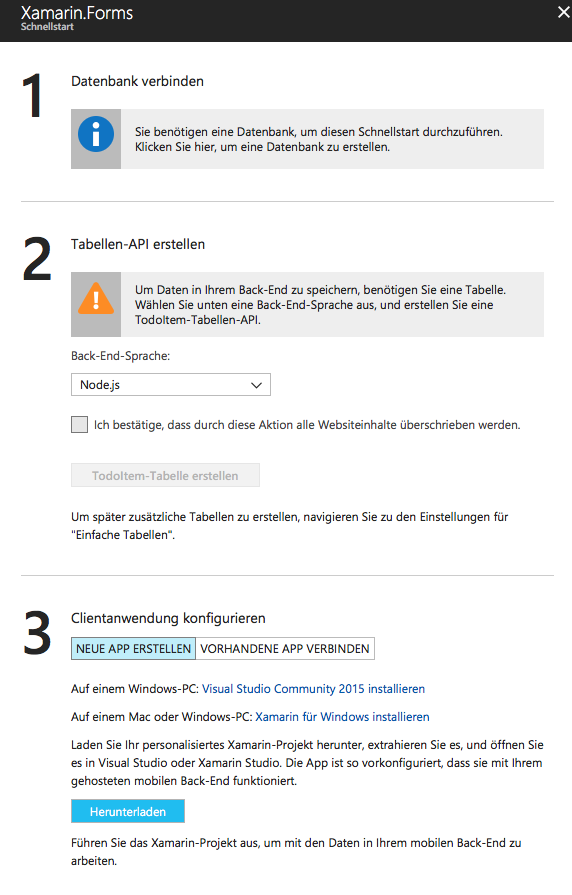 Xamarin.Forms
Schnellstart
1
Datenbank verbinden
Sie benötigen eine Datenbank, um diesen Schnellstart durchzuführen.
Klicken Sie hier, um eine Datenbank zu erstellen.
2
Tabellen-API erstellen
Um Daten in Ihrem Back-End zu speichern, benötigen Sie eine Tabelle.
Wählen Sie unten eine Back-End-Sprache aus, und erstellen Sie eine
TodoItem-Tabellen-API.
Back-End-Sprache:
Node.js
Ich bestätige, dass durch diese Aktion alle Websiteinhalte überschrieben werden.
TodoItem-Tabelle erstellen
Um später zusätzliche Tabellen zu erstellen, navigieren Sie zu den Einstellungen für
"Einfache Tabellen".
3
Clientanwendung konfigurieren
NEUE APP ERSTELLEN VORHANDENE APP VERBINDEN
Auf einem Windows-PC: Visual Studio Community 2015 installieren
Auf einem Mac oder Windows-PC: Xamarin für Windows installieren
Laden Sie Ihr personalisiertes Xamarin-Projekt herunter, extrahieren Sie es, und öffnen Sie
es in Visual Studio oder Xamarin Studio. Die App ist so vorkonfiguriert, dass sie mit Ihrem
gehosteten mobilen Back-End funktioniert.
Herunterladen
Führen Sie das Xamarin-Projekt aus, um mit den Daten in Ihrem mobilen Back-End zu
arbeiten.